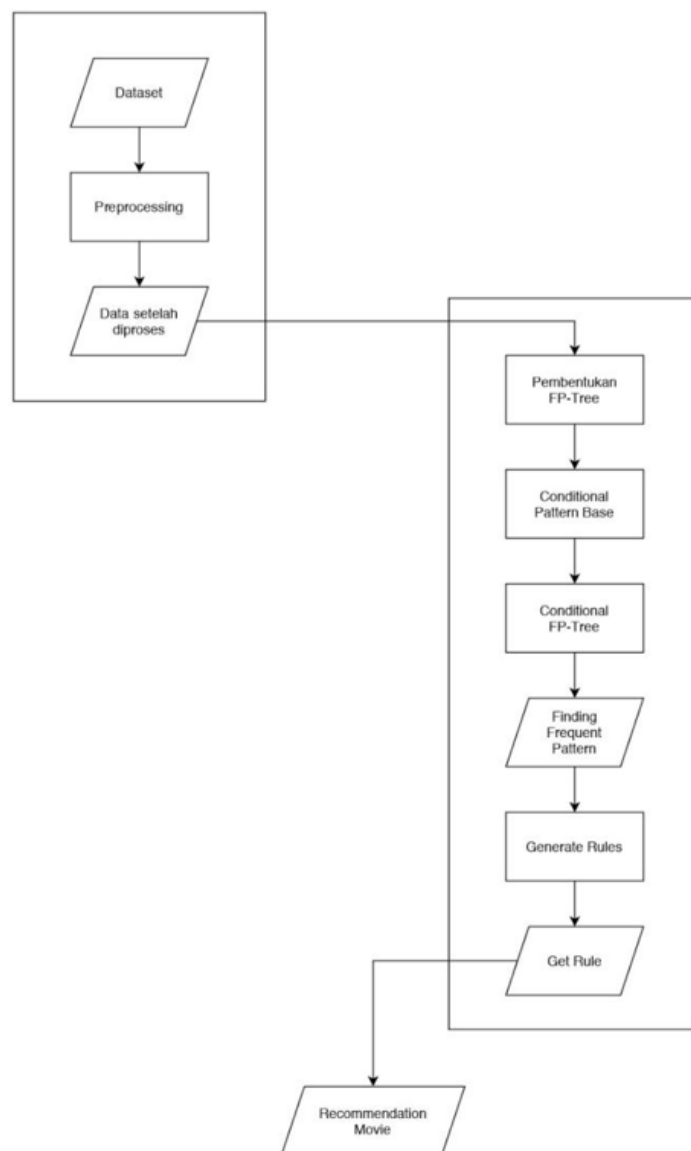 Dataset
Preprocessing
Data setelah
diproses
Pembentukan
FP-Tree
Conditional
Pattern Base
Conditional
FP-Tree
Finding
Frequent
Pattern
Generate Rules
Get Rule
Recommendation
Movie